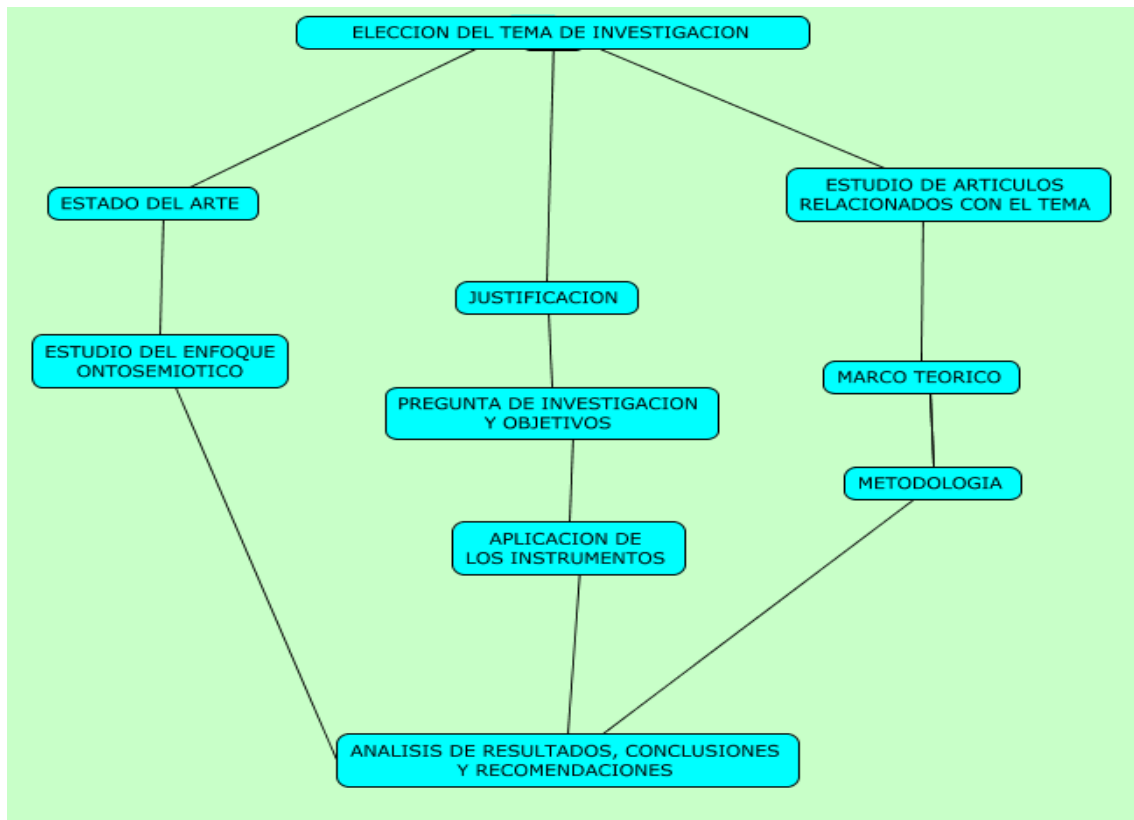 ELECCION DEL TEMA DE INVESTIGACION
ESTADO DEL ARTE
ESTUDIO DE ARTICULOS
RELACIONADOS CON EL TEMA
JUSTIFICACION
ESTUDIO DEL ENFOQUE
ONTOSEMIOTICO
MARCO TEORICO
PREGUNTA DE INVESTIGACION
Y OBJETIVOS
METODOLOGIA
APLICACION DE
LOS INSTRUMENTOS
ANALISIS DE RESULTADOS, CONCLUSIONES
Y RECOMENDACIONES